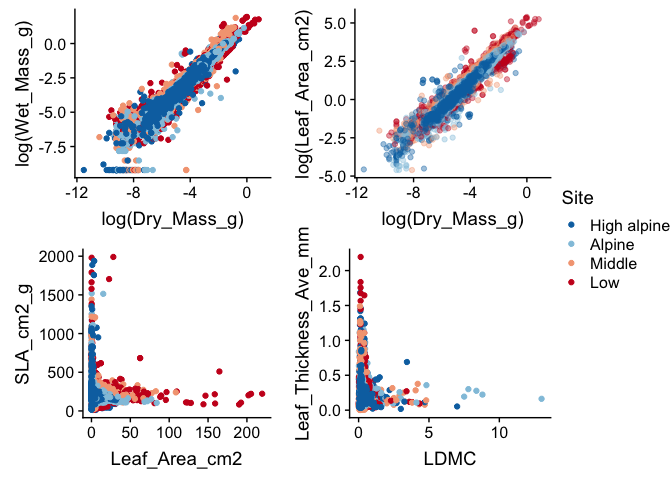 log(Wet_Mass_g)
0.0
-2.5
-5.0
-7.5
-12
-8
-4
0
log(Dry_Mass_g)
log(Leaf_Area_cm2)
5.0
2.5
0.0
-2.5
-5.0
-12
-8
-4
0
log(Dry_Mass_g)
SLA_cm2_g
2000
1500
1000
500
0
0
50
100
150
200
Leaf_Area_cm2
Leaf_Thickness_Ave_mm
2.0
1.5
1.0
0.5
0.0
0
5
10
LDMC
Site
High alpine
Alpine
Middle
Low